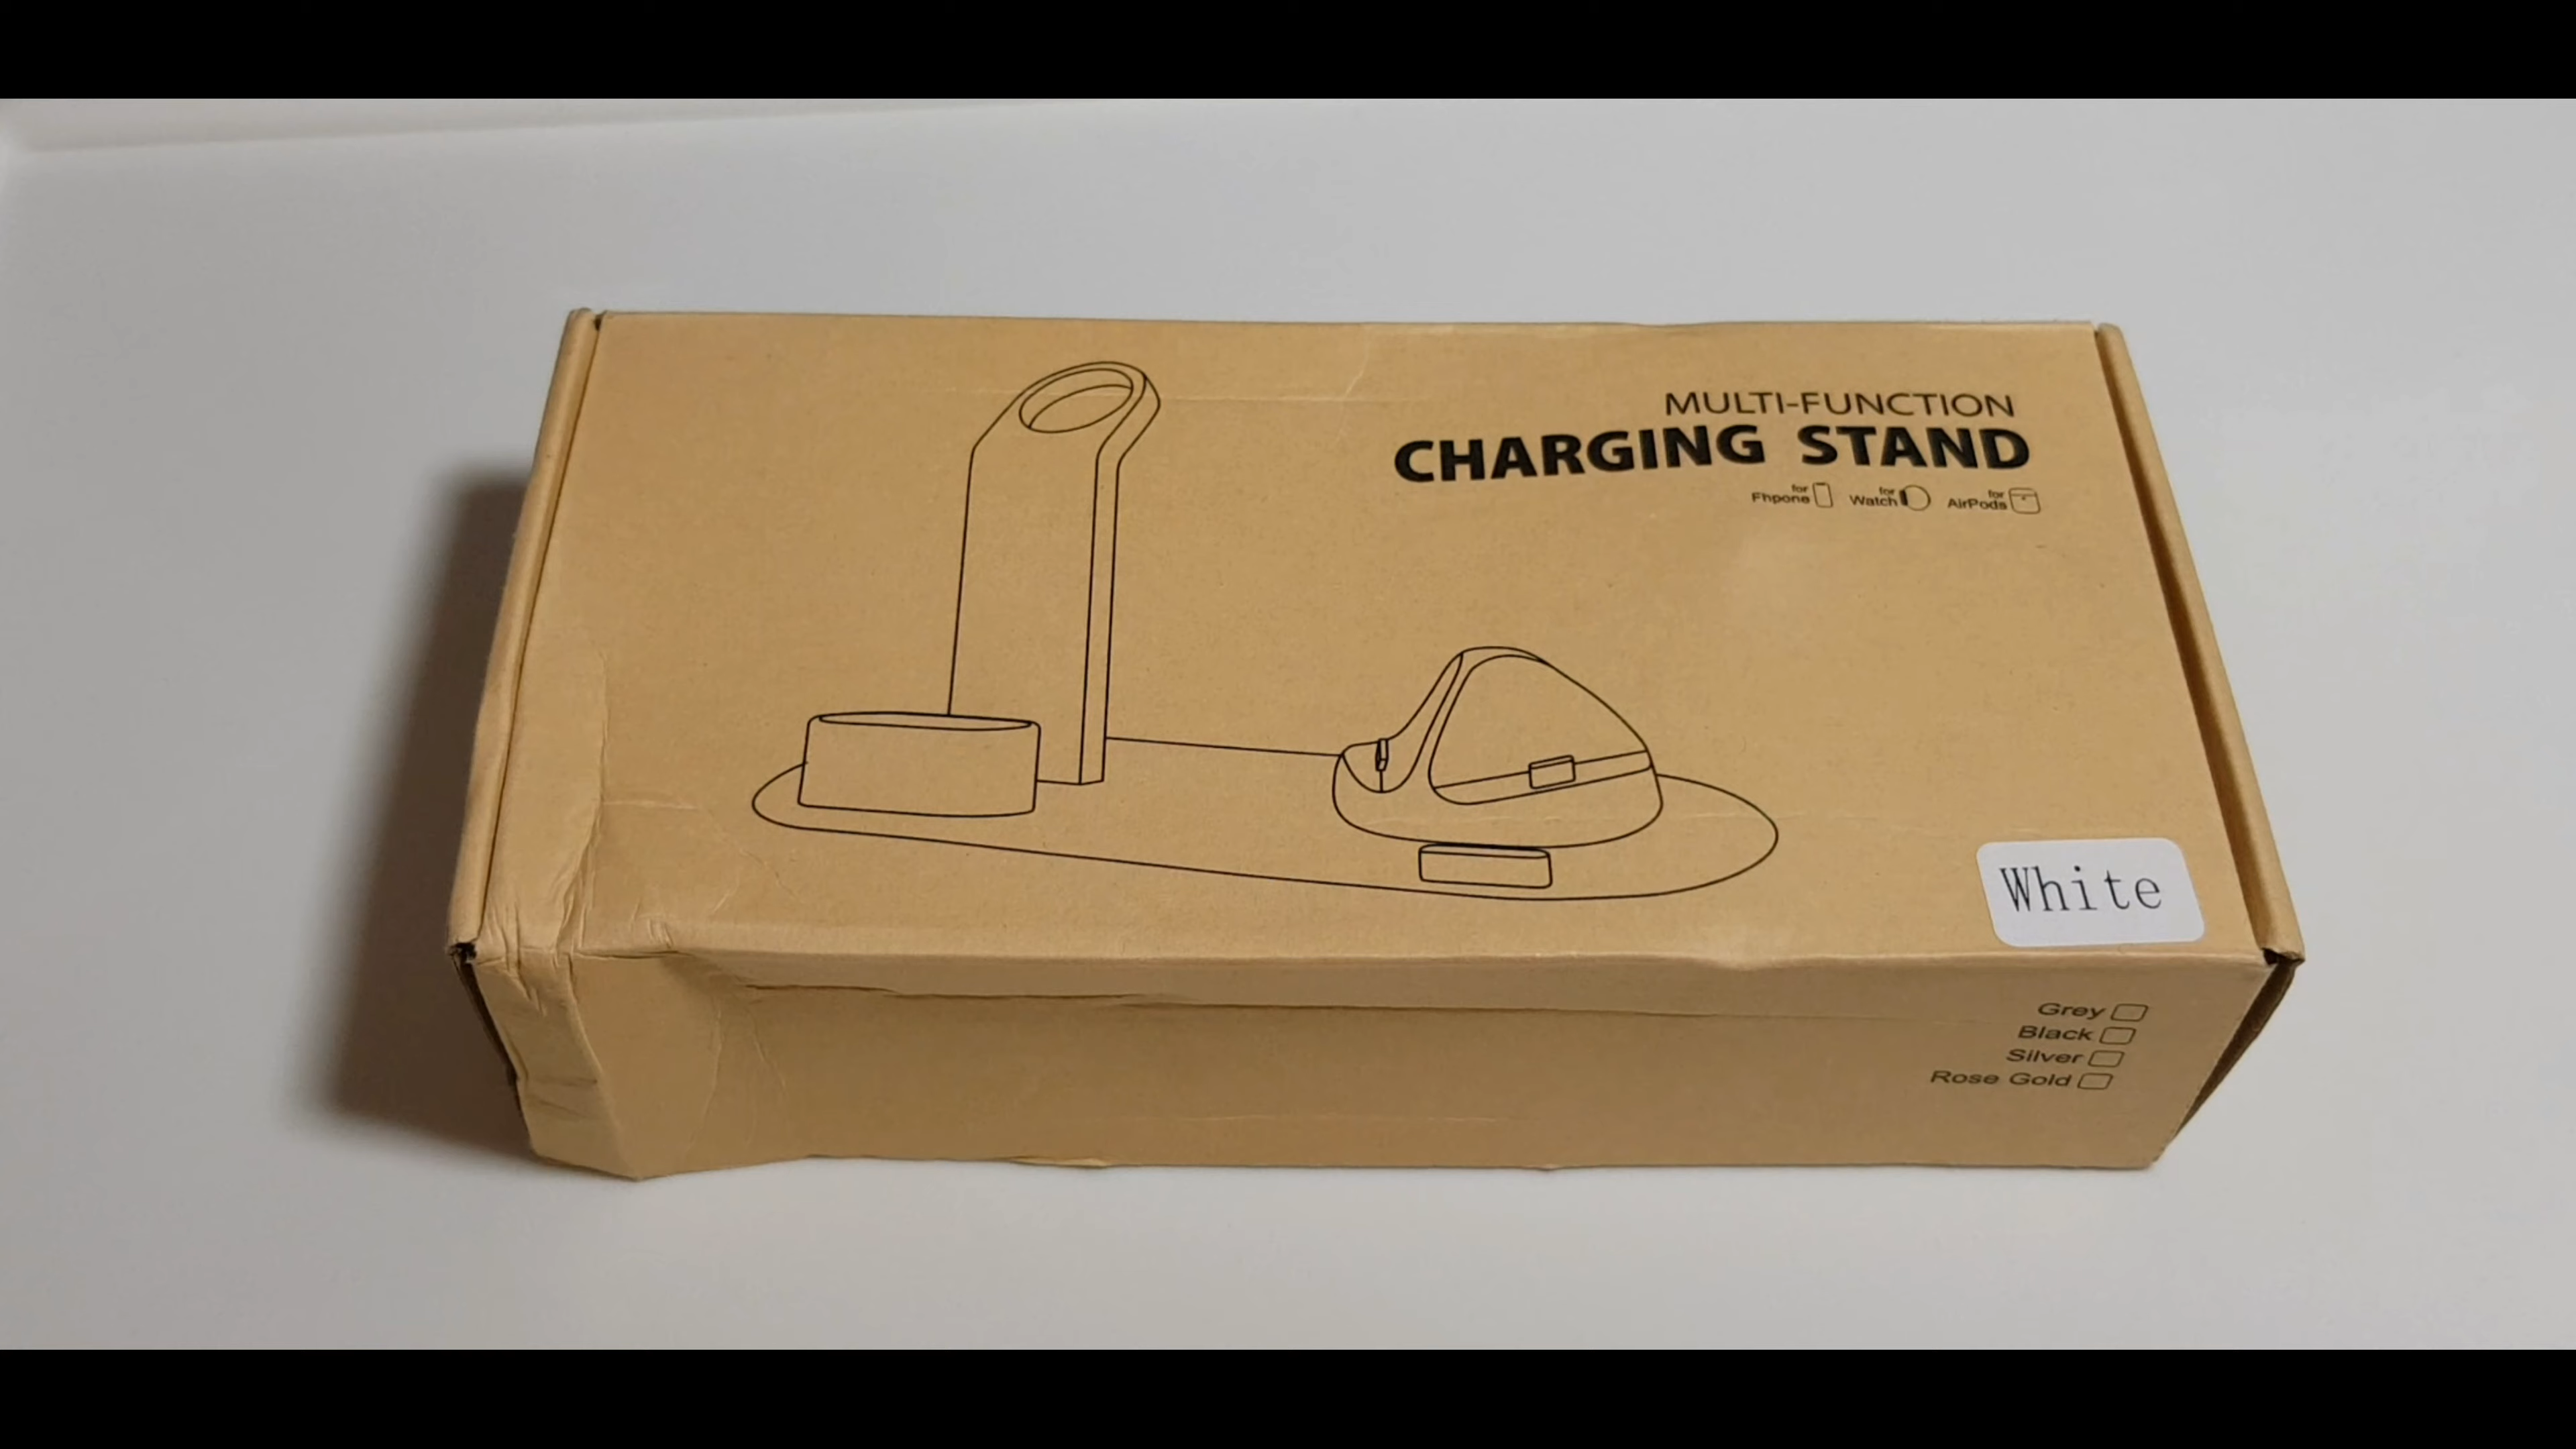 MULTI-FUNCTION
CHARGING STAND
for Fhpone for Watch for AirPods
White
Grey
Black
Silver
Rose Gold